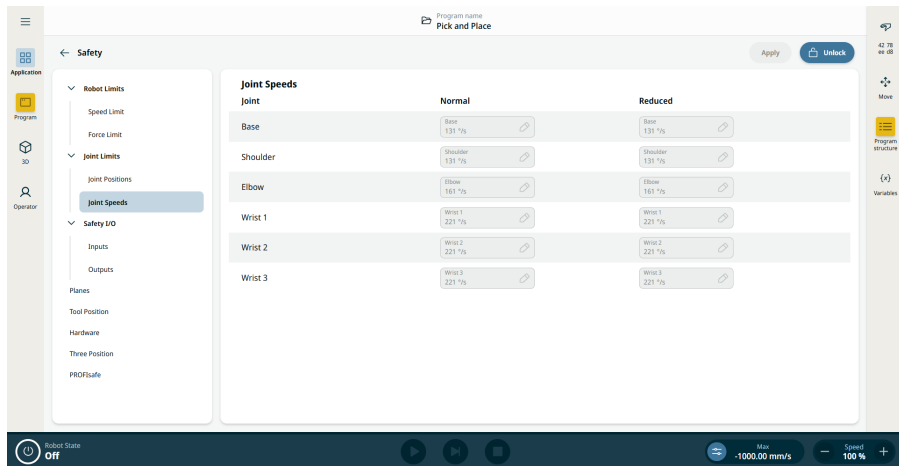 Program name
Pick and Place
Application
Program
3D
Operator
Safety
Apply
Unlock
Robot Limits
Speed Limit
Force Limit
Joint Limits
Joint Positions
Joint Speeds
Safety I/O
Inputs
Outputs
Planes
Tool Position
Hardware
Three Position
PROFIsafe
Joint Speeds
Joint Normal Reduced
Base Base 131 °/s Base 131 °/s
Shoulder Shoulder 131 °/s Shoulder 131 °/s
Elbow Elbow 161 °/s Elbow 161 °/s
Wrist 1 Wrist 1 221 °/s Wrist 1 221 °/s
Wrist 2 Wrist 2 221 °/s Wrist 2 221 °/s
Wrist 3 Wrist 3 221 °/s Wrist 3 221 °/s
42 78
ee d8
Move
Program
structure
{x}
Variables
Robot State
Off
Max
-1000.00 mm/s
Speed
100 %